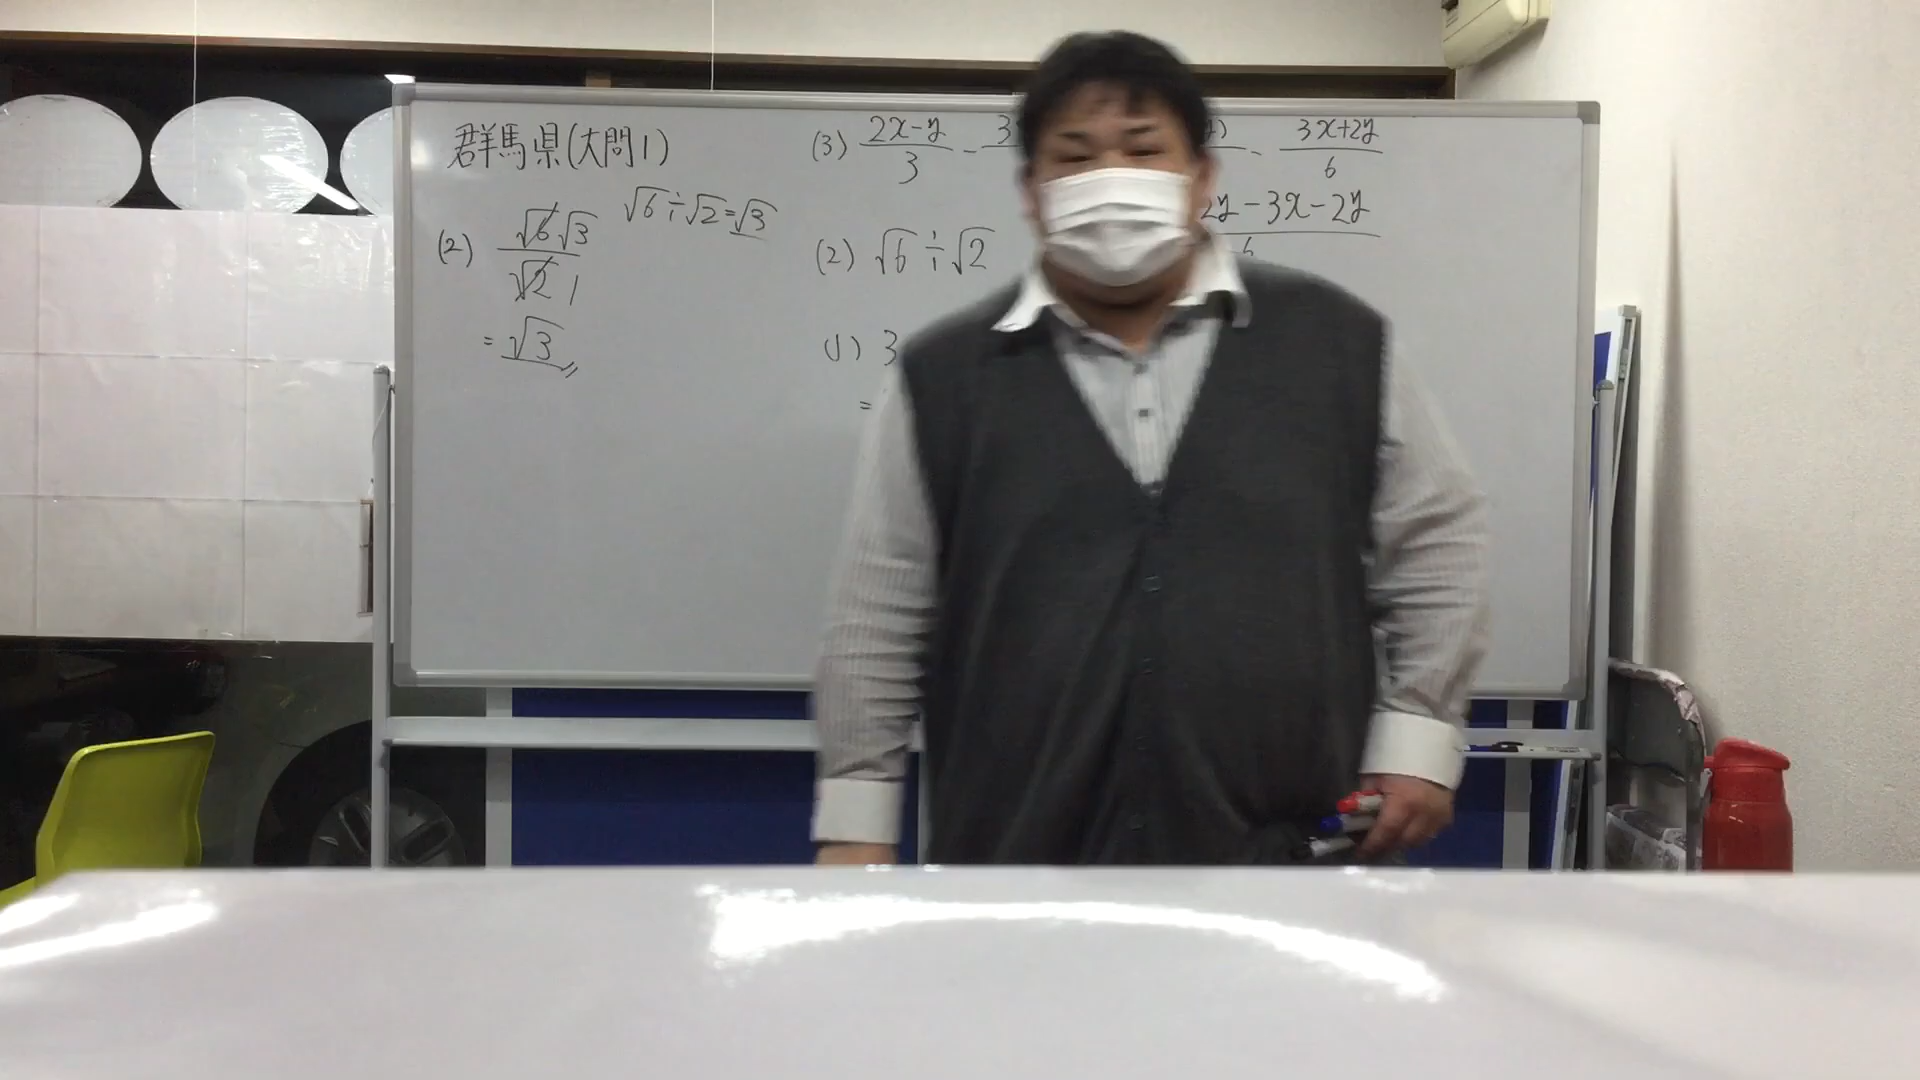 群馬県(大問1)
(2) √6√3
√2 1
= √3
√6÷√2=√3
(3) 2x-y
3
-
3x+2y
6
2y-3x-2y
6
(2) √6÷√2
(1) 3
=